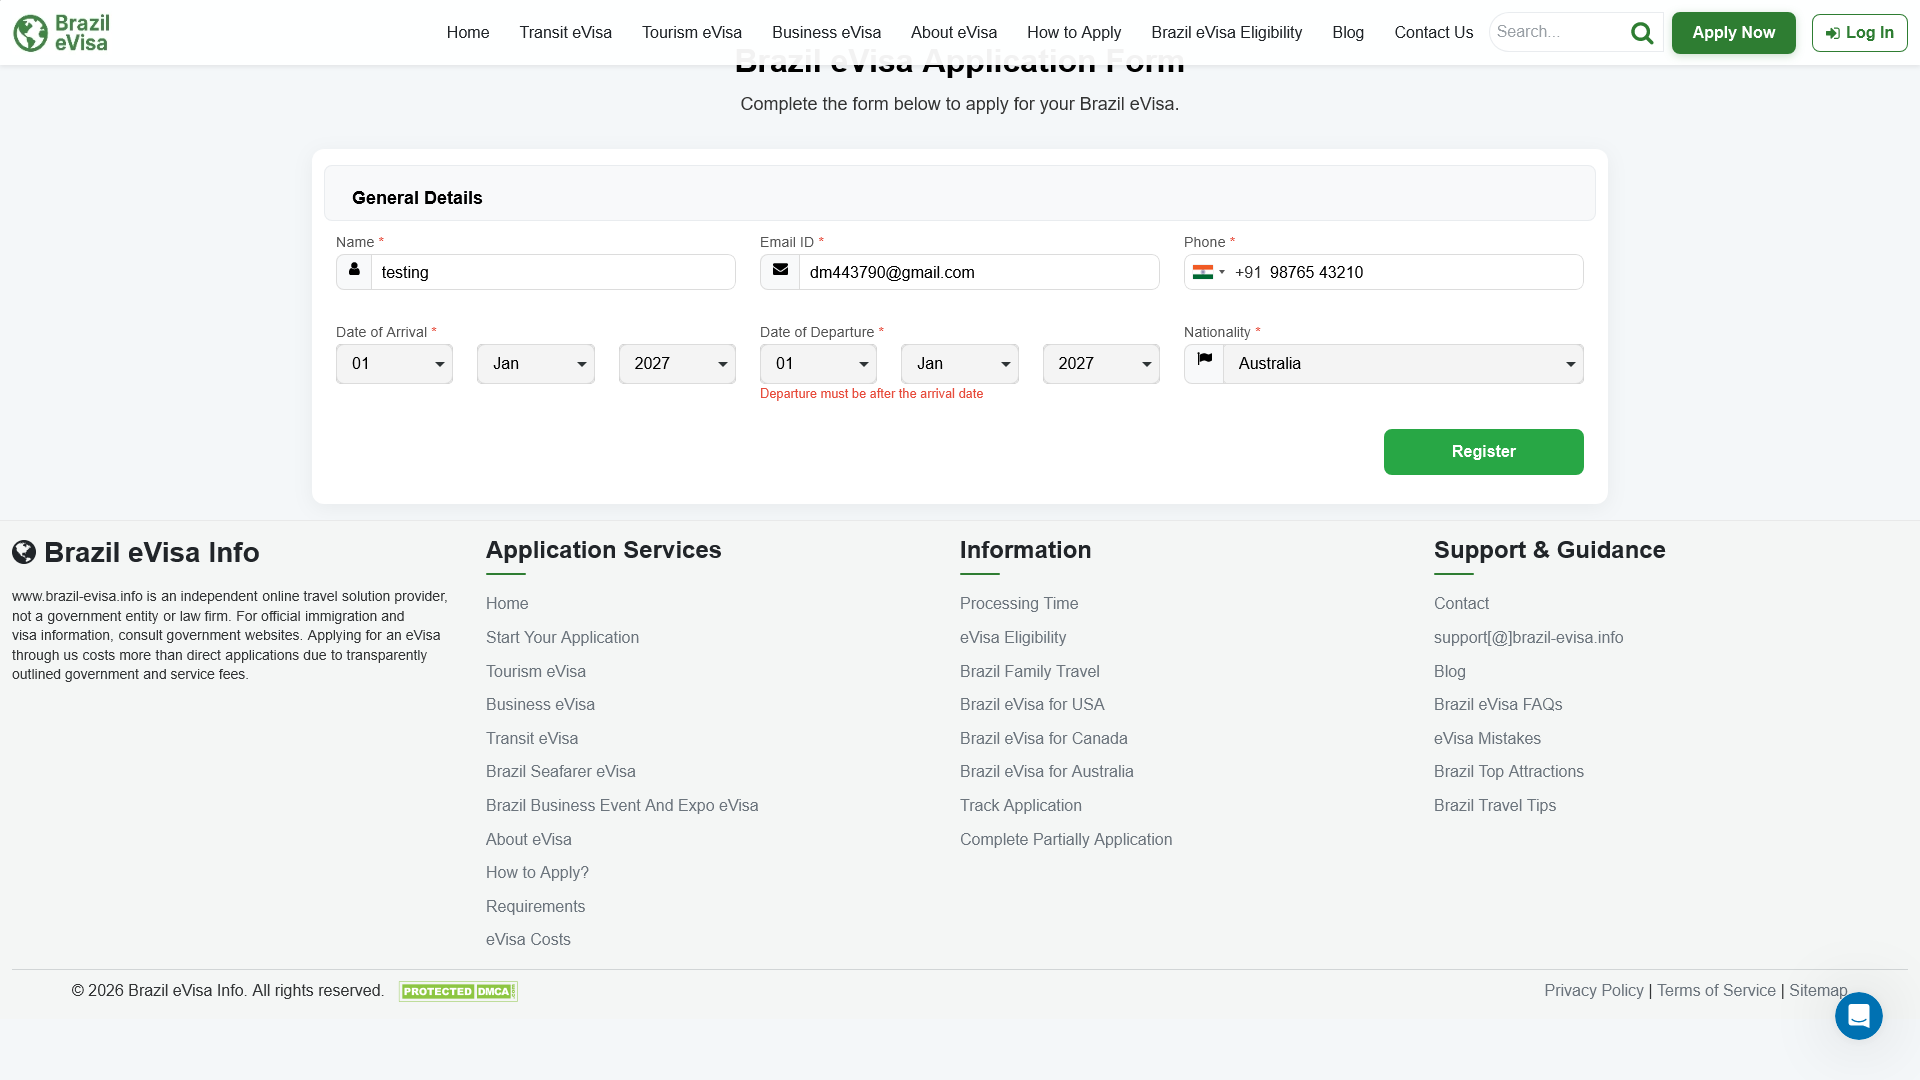 Brazil
eVisa
Home
Transit eVisa
Tourism eVisa
Business eVisa
About eVisa
How to Apply
Brazil eVisa Eligibility
Blog
Contact Us
Search...
Apply Now
Log In
Brazil eVisa Application Form
Complete the form below to apply for your Brazil eVisa.
General Details
Name *
testing
Email ID *
dm443790@gmail.com
Phone *
+91 98765 43210
Date of Arrival *
01
Jan
2027
Date of Departure *
01
Jan
2027
Departure must be after the arrival date
Nationality *
Australia
Register
Brazil eVisa Info
www.brazil-evisa.info is an independent online travel solution provider,
not a government entity or law firm. For official immigration and
visa information, consult government websites. Applying for an eVisa
through us costs more than direct applications due to transparently
outlined government and service fees.
Application Services
Home
Start Your Application
Tourism eVisa
Business eVisa
Transit eVisa
Brazil Seafarer eVisa
Brazil Business Event And Expo eVisa
About eVisa
How to Apply?
Requirements
eVisa Costs
Information
Processing Time
eVisa Eligibility
Brazil Family Travel
Brazil eVisa for USA
Brazil eVisa for Canada
Brazil eVisa for Australia
Track Application
Complete Partially Application
Support & Guidance
Contact
support[@]brazil-evisa.info
Blog
Brazil eVisa FAQs
eVisa Mistakes
Brazil Top Attractions
Brazil Travel Tips
© 2026 Brazil eVisa Info. All rights reserved.
PROTECTED DMCA
Privacy Policy | Terms of Service | Sitemap